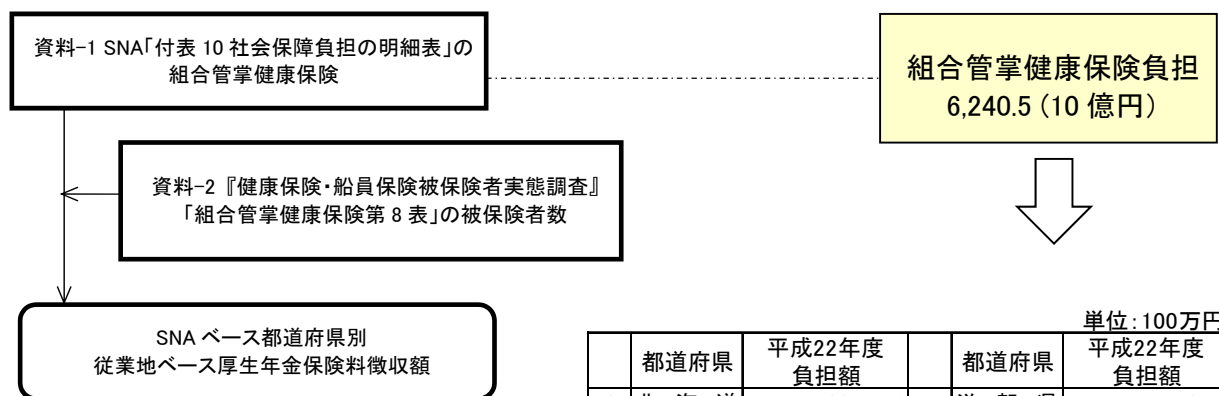 資料-1 SNA「付表 10 社会保障負担の明細表」の
組合管掌健康保険
組合管掌健康保険負担
6,240.5 (10 億円)
資料-2 『健康保険・船員保険被保険者実態調査』
「組合管掌健康保険第 8 表」の被保険者数
SNA ベース都道府県別
従業地ベース厚生年金保険料徴収額
単位:100万円
都道府県 平成22年度 都道府県 平成22年度
負担額 負担額